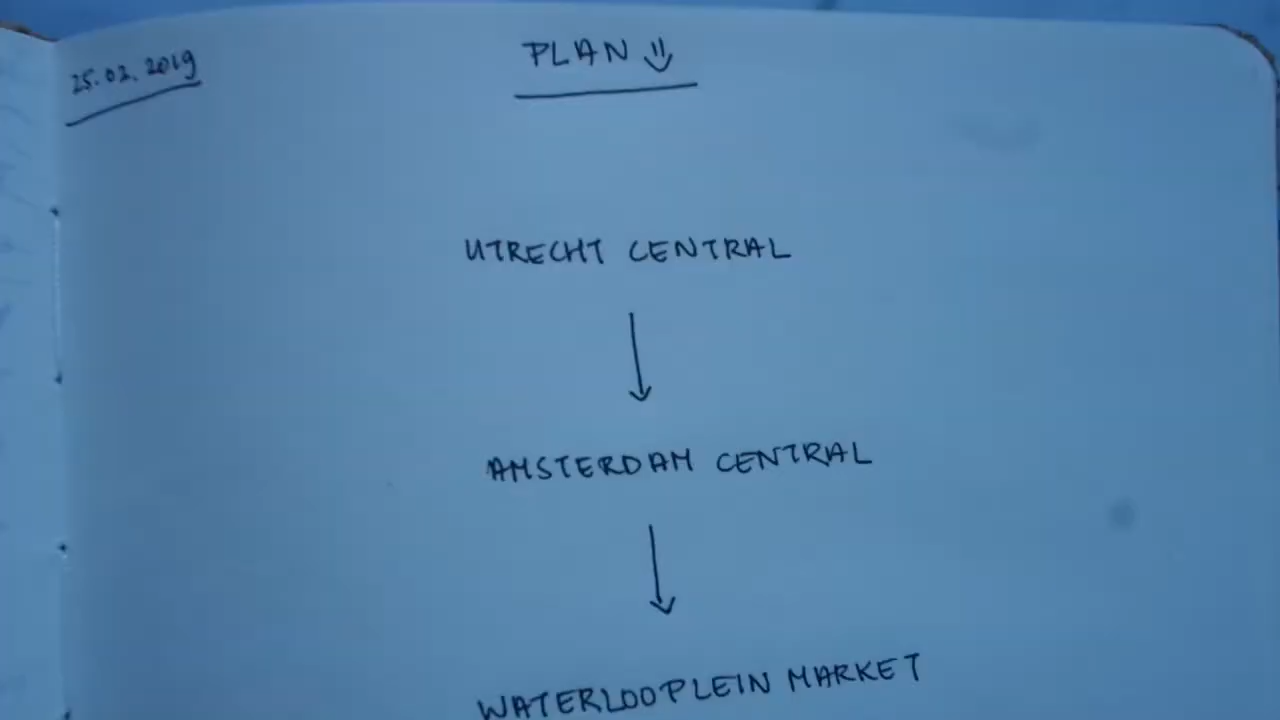 25.02.2019
PLAN
UTRECHT CENTRAL
AMSTERDAM CENTRAL
WATERLOOPLEIN MARKET